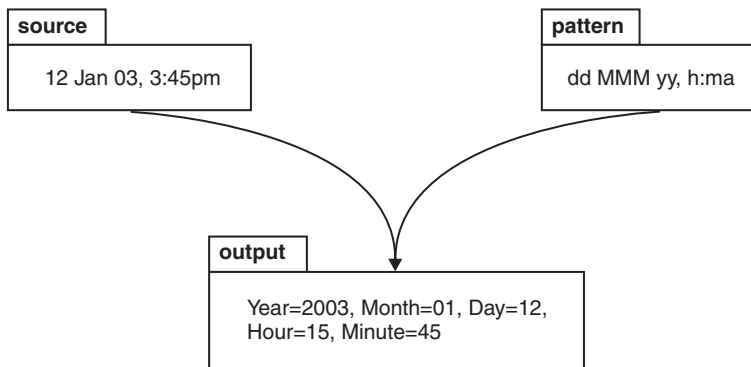 source
12 Jan 03, 3:45pm
pattern
dd MMM yy, h:ma
output
Year=2003, Month=01, Day=12,
Hour=15, Minute=45